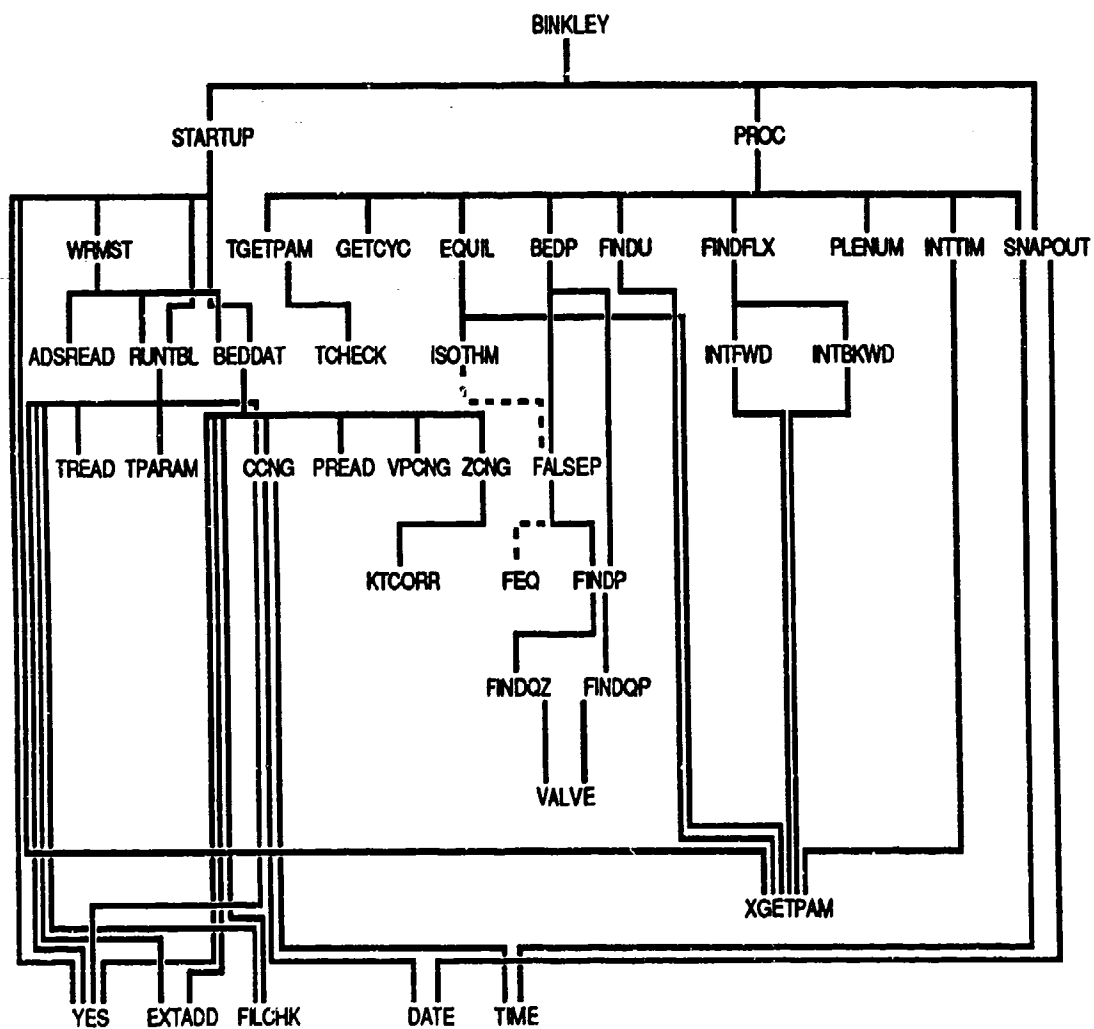 BINKLEY
STARTUP PROC
WRMST TGETPAM GETCYC EQUIL BEDP FINDU FINDFLX PLENUM INTTIM SNAPOUT
ADSREAD RUNTBL BEDDAT TCHECK ISOTHM INTFWD INTBKWD
TREAD TPARAM CCNG PREAD VPCNG ZCNG FALSEP
KTCORR FEQ FINDP
FINDQZ FINDQP
VALVE
XGETPAM
YES EXTADD FILCHK DATE TIME